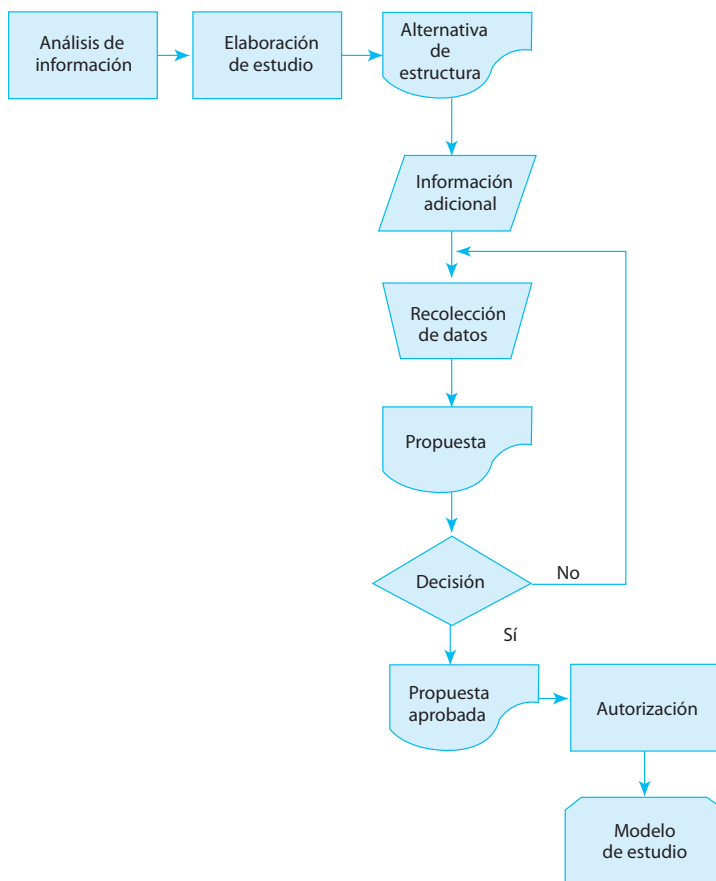 Análisis de
información
Elaboración
de estudio
Alternativa
de
estructura
Información
adicional
Recolección
de datos
Propuesta
Decisión
No
Sí
Propuesta
aprobada
Autorización
Modelo
de estudio